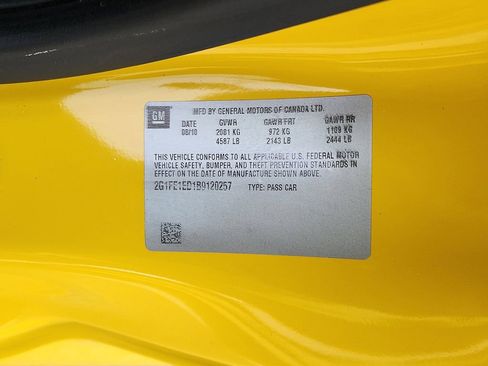 GM
MFD BY GENERAL MOTORS OF CANADA LTD.
DATE GVWR GAWR FRT GAWR RR
08/10 2081 KG 972 KG 1109 KG
4587 LB 2143 LB 2444 LB
THIS VEHICLE CONFORMS TO ALL APPLICABLE U.S. FEDERAL MOTOR
VEHICLE SAFETY, BUMPER, AND THEFT PREVENTION STANDARDS IN
EFFECT ON THE DATE OF MANUFACTURE SHOWN ABOVE.
2G1FE1ED1B9120257 TYPE: PASS CAR